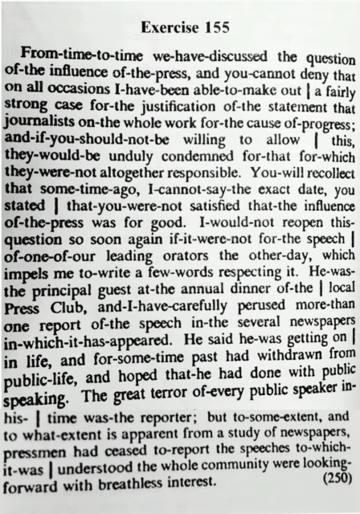 Exercise 155
From-time-to-time we-have-discussed the question
of-the influence of-the-press, and you-cannot deny that
on all occasions I-have-been able-to-make out | a fairly
strong case for-the justification of-the statement that
journalists on-the whole work for-the cause of-progress;
and-if-you-should-not-be willing to allow | this,
they-would-be unduly condemned for-that for-which
they-were-not altogether responsible. You-will recollect
that some-time-ago, I-cannot-say-the exact date, you
stated | that-you-were-not satisfied that-the influence
of-the-press was for-good. I-would-not reopen this-
question so soon again if-it-were-not for-the speech |
of-one-of-our leading orators the other-day, which
impels me to-write a few-words respecting it. He-was-
the principal guest at-the annual dinner of-the | local
Press Club, and-I-have-carefully perused more-than
one report of-the speech in-the several newspapers
in-which-it-has-appeared. He said he-was getting on |
in life, and for-some-time past had withdrawn from
public-life, and hoped that-he had done with public
speaking. The great terror of-every public speaker in-
his- | time was-the reporter; but to-some-extent, and
to what-extent is apparent from a study of-newspapers,
pressmen had ceased to-report the speeches to-which-
it-was | understood the whole community were looking-
forward with breathless interest. (250)